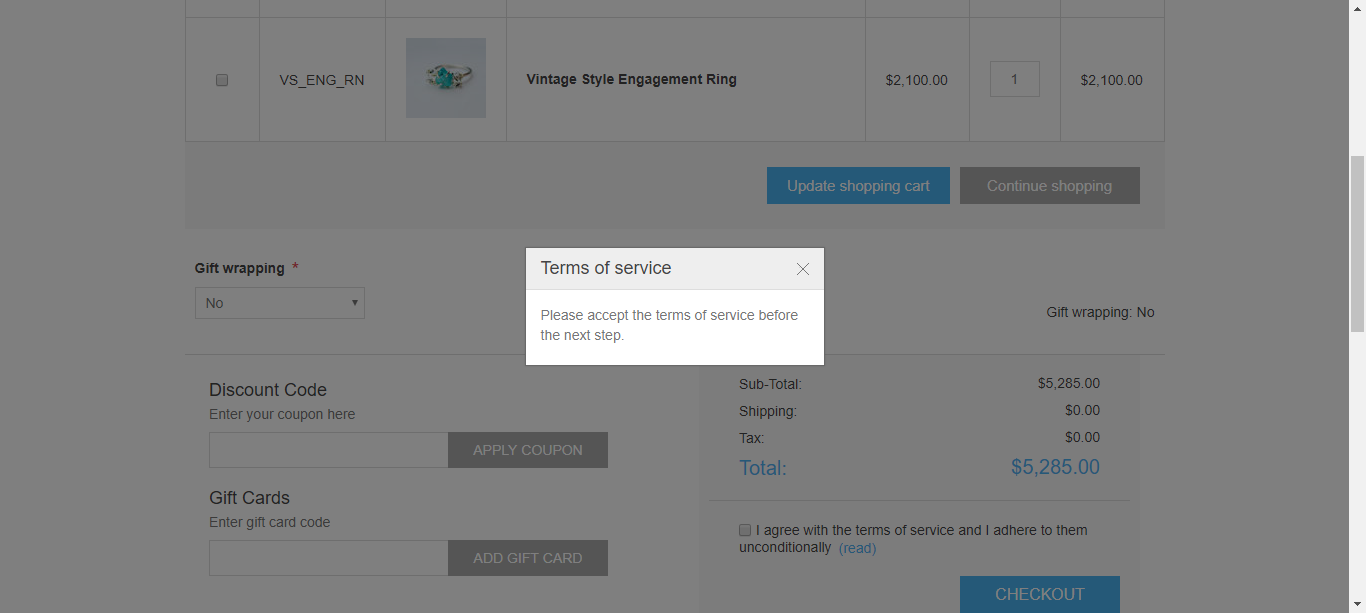 VS_ENG_RN Vintage Style Engagement Ring $2,100.00 1 $2,100.00
Update shopping cart Continue shopping
Gift wrapping *
No
Gift wrapping: No
Terms of service
Please accept the terms of service before
the next step.
Discount Code
Enter your coupon here
APPLY COUPON
Gift Cards
Enter gift card code
ADD GIFT CARD
Sub-Total: $5,285.00
Shipping: $0.00
Tax: $0.00
Total: $5,285.00
I agree with the terms of service and I adhere to them
unconditionally (read)
CHECKOUT